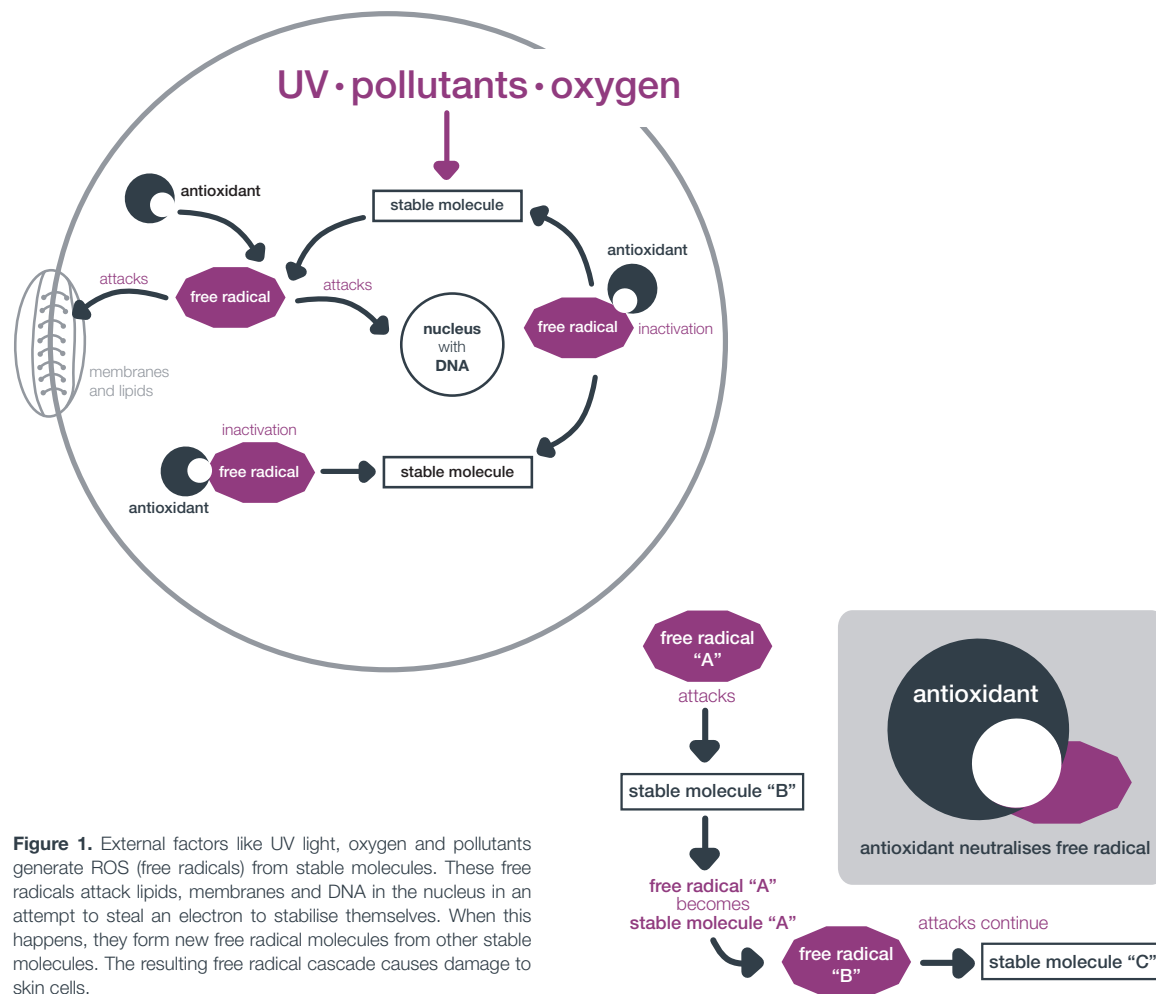 UV · pollutants · oxygen
antioxidant
stable molecule
antioxidant
attacks
free radical
attacks
nucleus
with
DNA
free radical
inactivation
membranes
and lipids
inactivation
free radical
stable molecule
antioxidant
free radical
“A”
attacks
stable molecule “B”
free radical “A”
becomes
stable molecule “A”
free radical
“B”
attacks continue
stable molecule “C”
antioxidant
antioxidant neutralises free radical
Figure 1. External factors like UV light, oxygen and pollutants
generate ROS (free radicals) from stable molecules. These free
radicals attack lipids, membranes and DNA in the nucleus in an
attempt to steal an electron to stabilise themselves. When this
happens, they form new free radical molecules from other stable
molecules. The resulting free radical cascade causes damage to
skin cells.